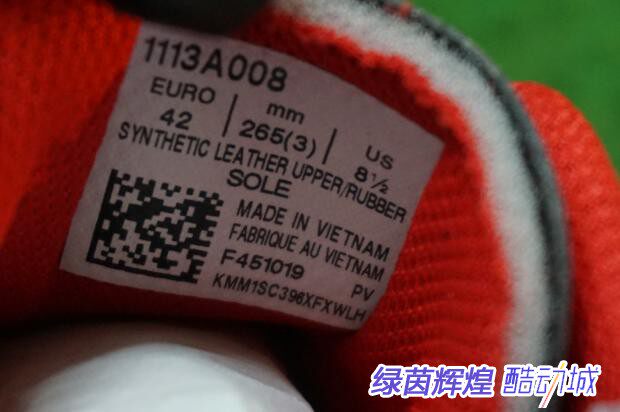 1113A008
EURO mm US
42 265(3) 8½
SYNTHETIC LEATHER UPPER/RUBBER
SOLE
MADE IN VIETNAM
FABRIQUE AU VIETNAM
F451019 PV
KMM1SC396XFXWLH
绿茵辉煌 酷动城